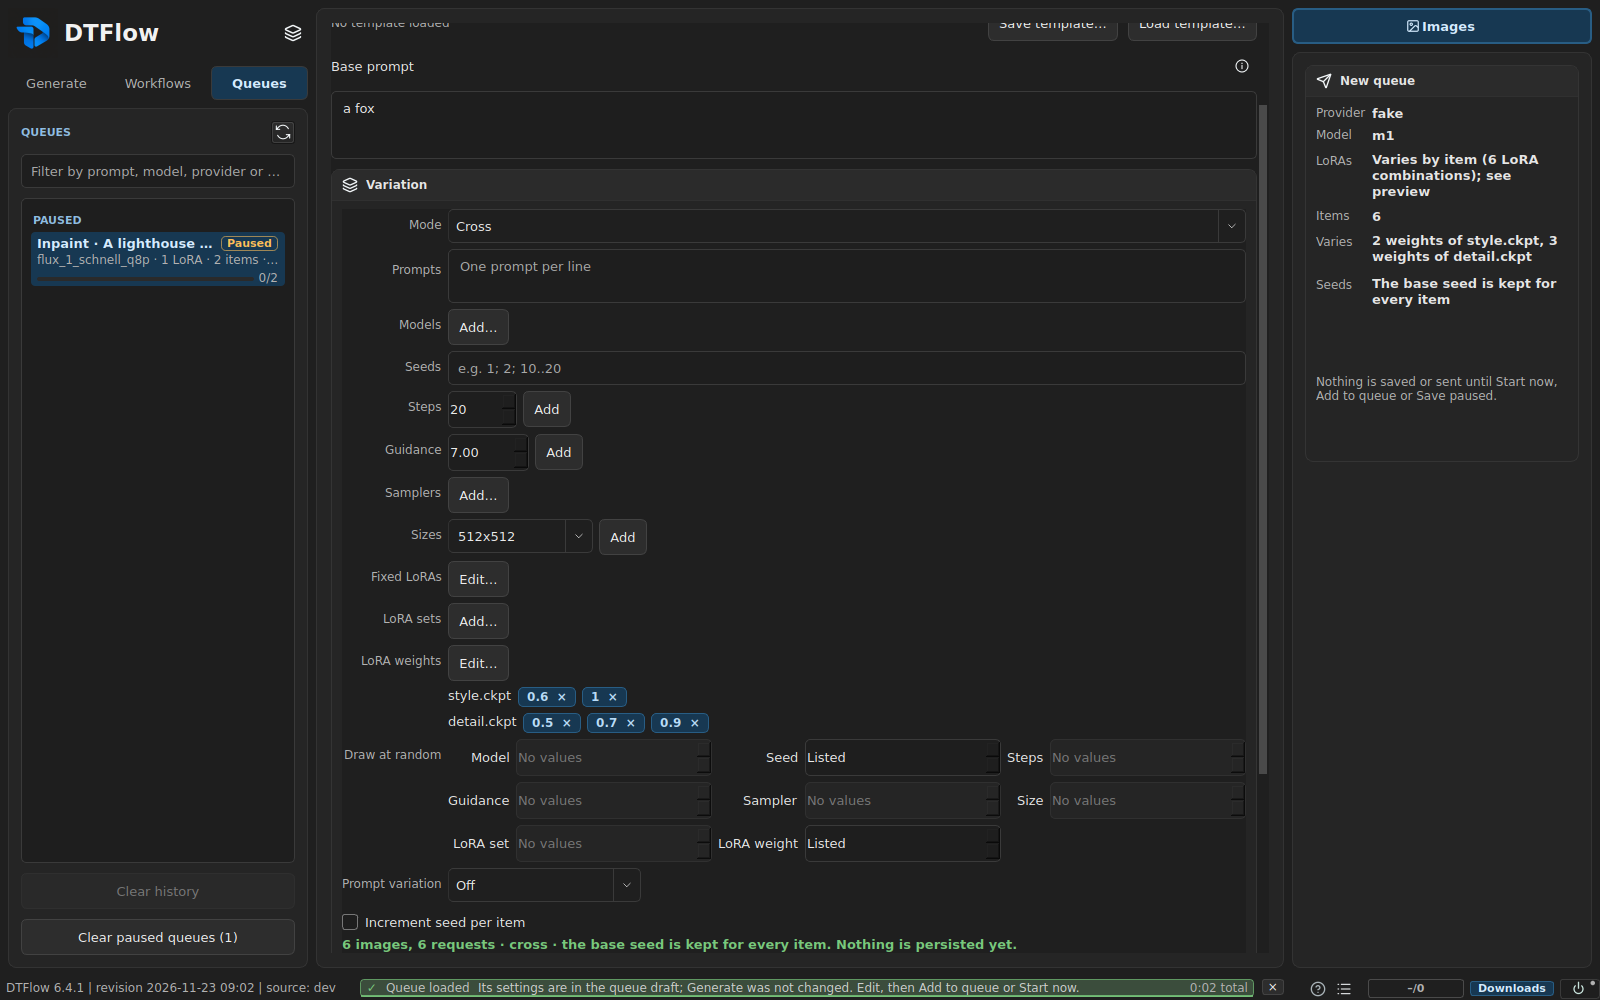 DTFlow
Generate
Workflows
Queues
QUEUES
Filter by prompt, model, provider or ...
PAUSED
Inpaint · A lighthouse ...
Paused
flux_1_schnell_q8p · 1 LoRA · 2 items ·...
0/2
Clear history
Clear paused queues (1)
No template loaded
Save template...
Load template...
Base prompt
a fox
Variation
Mode
Cross
Prompts
One prompt per line
Models
Add...
Seeds
e.g. 1; 2; 10..20
Steps
20
Add
Guidance
7.00
Add
Samplers
Add...
Sizes
512x512
Add
Fixed LoRAs
Edit...
LoRA sets
Add...
LoRA weights
Edit...
style.ckpt
0.6 ×
1 ×
detail.ckpt
0.5 ×
0.7 ×
0.9 ×
Draw at random
Model
No values
Seed
Listed
Steps
No values
Guidance
No values
Sampler
No values
Size
No values
LoRA set
No values
LoRA weight
Listed
Prompt variation
Off
Increment seed per item
6 images, 6 requests · cross · the base seed is kept for every item. Nothing is persisted yet.
Images
New queue
Provider
fake
Model
m1
LoRAs
Varies by item (6 LoRA
combinations); see
preview
Items
6
Varies
2 weights of style.ckpt, 3
weights of detail.ckpt
Seeds
The base seed is kept for
every item
Nothing is saved or sent until Start now,
Add to queue or Save paused.
DTFlow 6.4.1 | revision 2026-11-23 09:02 | source: dev
✓ Queue loaded Its settings are in the queue draft; Generate was not changed. Edit, then Add to queue or Start now.
0:02 total
×
–/0
Downloads